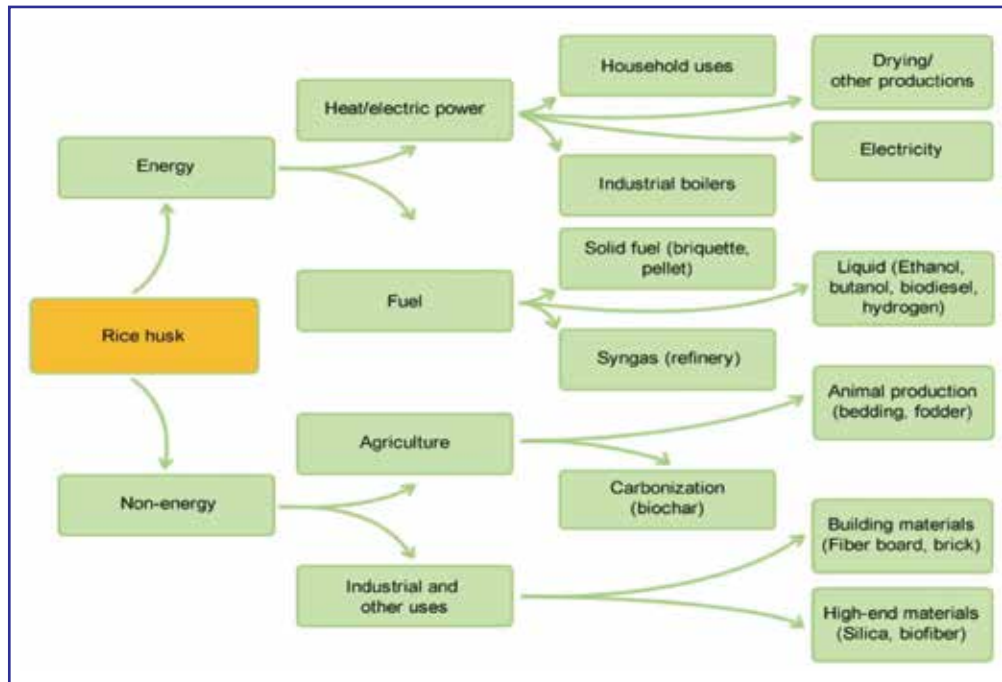 Household uses
Drying/
other productions
Heat/electric power
Electricity
Energy
Industrial boilers
Solid fuel (briquette,
pellet)
Liquid (Ethanol,
butanol, biodiesel,
hydrogen)
Fuel
Rice husk
Syngas (refinery)
Animal production
(bedding, fodder)
Agriculture
Carbonization
(biochar)
Non-energy
Building materials
(Fiber board, brick)
Industrial and
other uses
High-end materials
(Silica, biofiber)